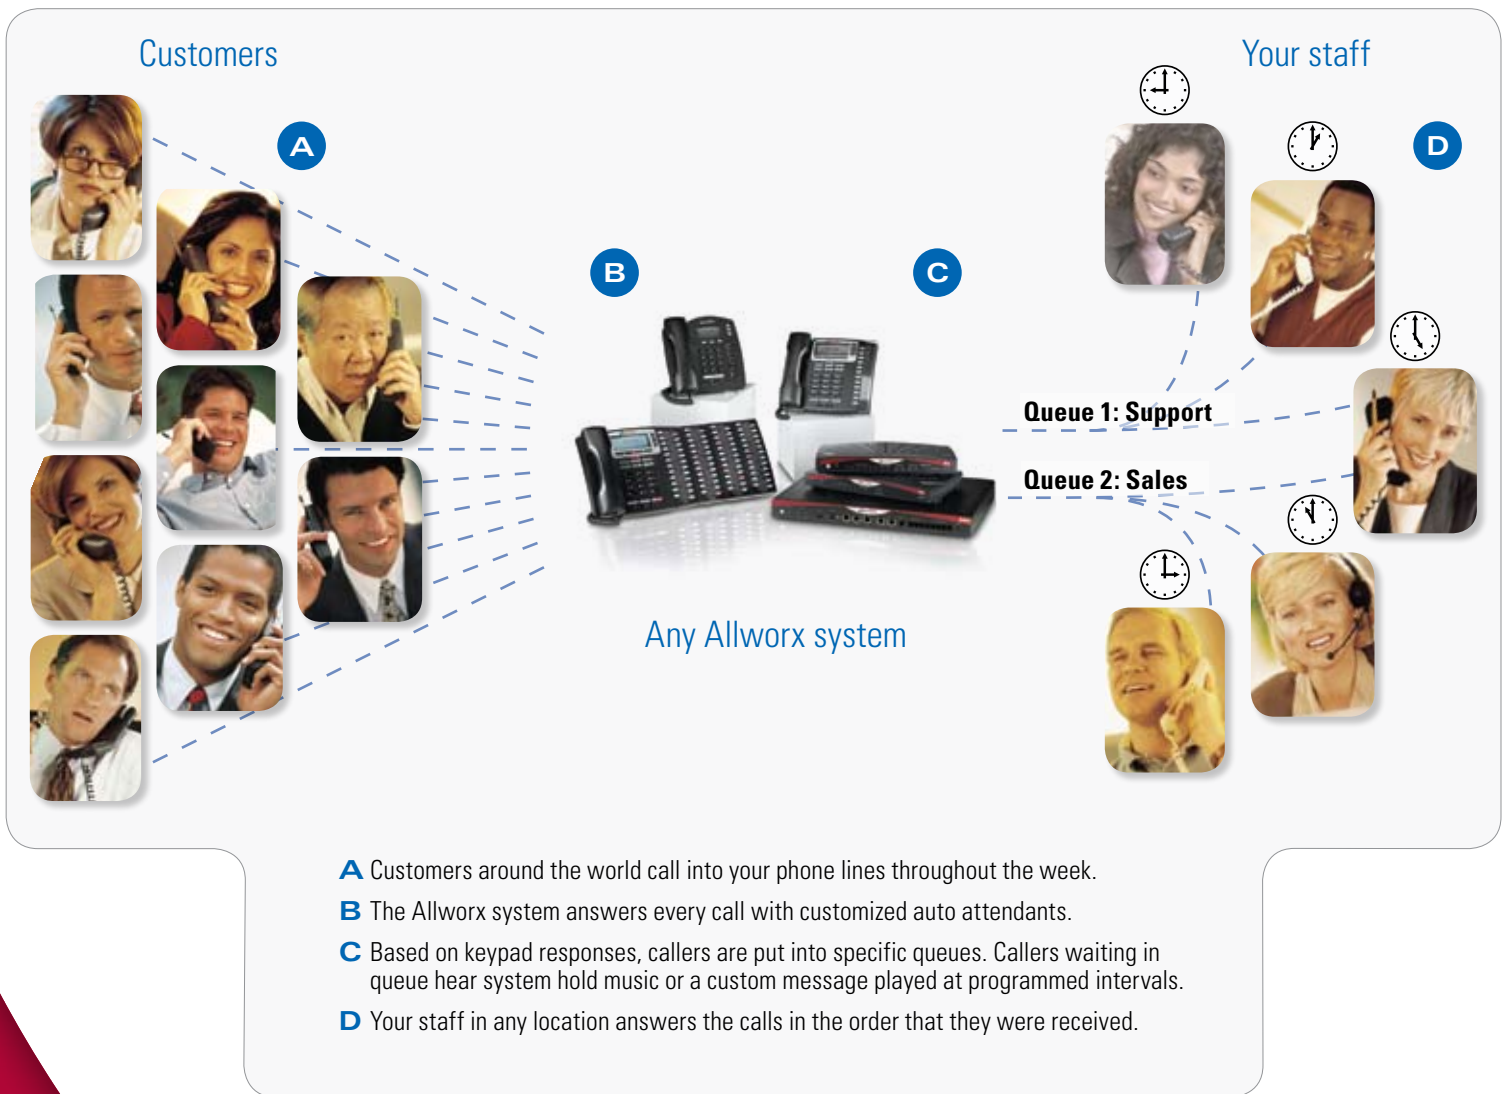 Customers
Your staff
A
D
B
C
Queue 1: Support
Queue 2: Sales
Any Allworx system
A Customers around the world call into your phone lines throughout the week.
B The Allworx system answers every call with customized auto attendants.
C Based on keypad responses, callers are put into specific queues. Callers waiting in
queue hear system hold music or a custom message played at programmed intervals.
D Your staff in any location answers the calls in the order that they were received.